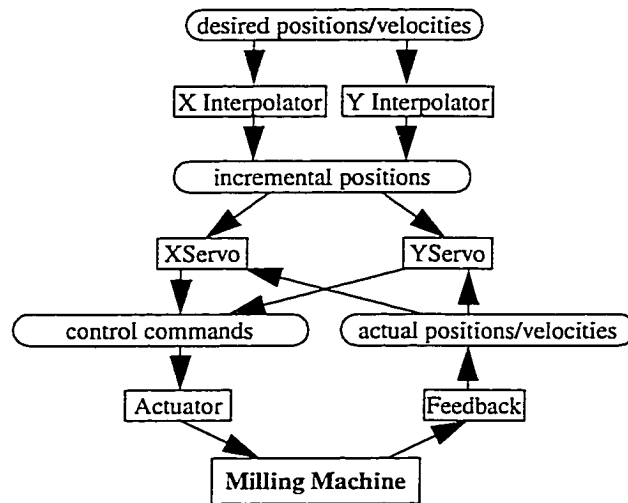 desired positions/velocities
X Interpolator
Y Interpolator
incremental positions
XServo
YServo
control commands
actual positions/velocities
Actuator
Feedback
Milling Machine